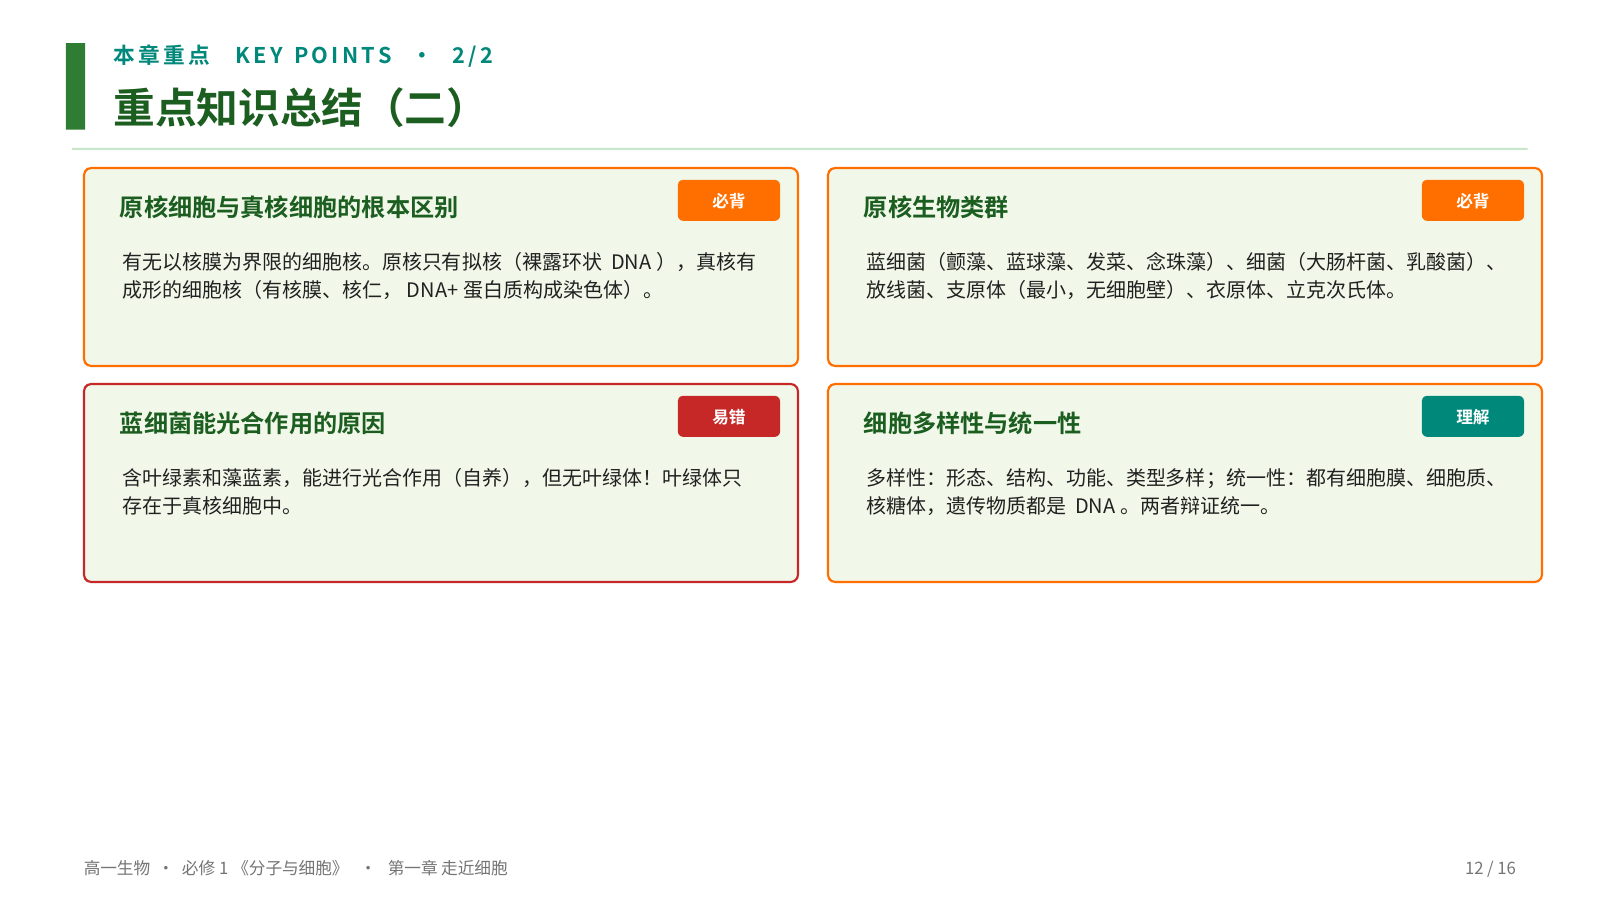 本章重点 KEY POINTS · 2/2
重点知识总结（二）
原核细胞与真核细胞的根本区别
必背
有无以核膜为界限的细胞核。原核只有拟核（裸露环状 DNA ），真核有
成形的细胞核（有核膜、核仁， DNA+ 蛋白质构成染色体）。
原核生物类群
必背
蓝细菌（颤藻、蓝球藻、发菜、念珠藻）、细菌（大肠杆菌、乳酸菌）、
放线菌、支原体（最小，无细胞壁）、衣原体、立克次氏体。
蓝细菌能光合作用的原因
易错
含叶绿素和藻蓝素，能进行光合作用（自养），但无叶绿体！叶绿体只
存在于真核细胞中。
细胞多样性与统一性
理解
多样性：形态、结构、功能、类型多样；统一性：都有细胞膜、细胞质、
核糖体，遗传物质都是 DNA 。两者辩证统一。
高一生物 · 必修 1 《分子与细胞》 · 第一章 走近细胞
12 / 16